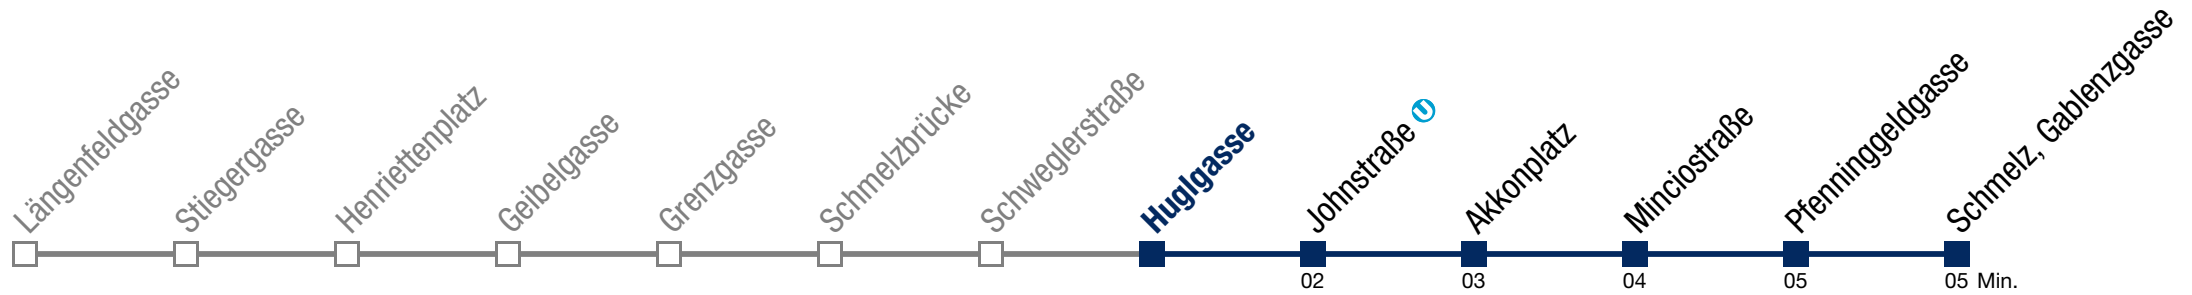 Längenfeldgasse
Stiegergasse
Henriettenplatz
Geibelgasse
Grenzgasse
Schmelzbrücke
Schweglerstraße
Huglgasse
Johnstraße U
Akkonplatz
Minciostraße
Pfenninggeldgasse
Schmelz, Gablenzgasse
02 03 04 05 05 Min.